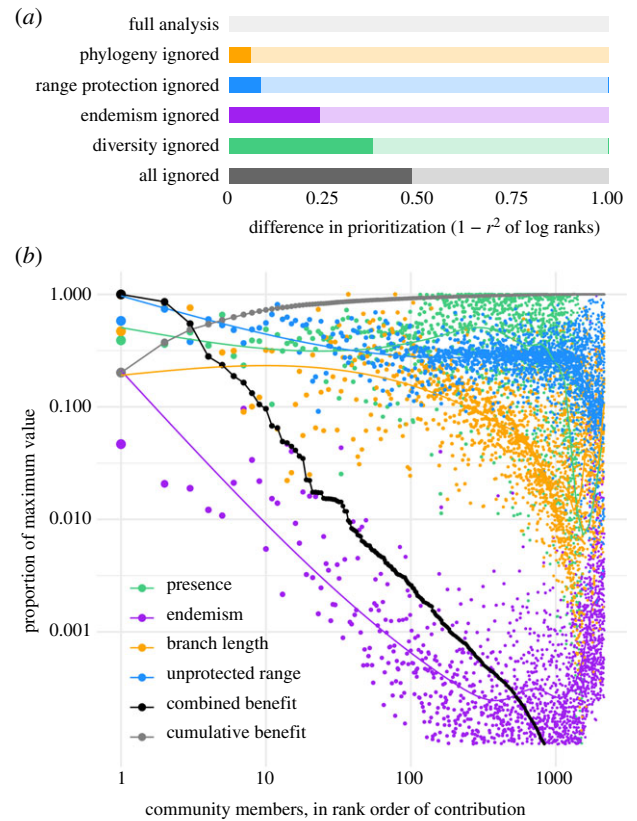 (a)
full analysis
phylogeny ignored
range protection ignored
endemism ignored
diversity ignored
all ignored
0 0.25 0.50 0.75 1.00
difference in prioritization (1 − r² of log ranks)
(b)
1.000
0.100
0.010
0.001
proportion of maximum value
presence
endemism
branch length
unprotected range
combined benefit
cumulative benefit
1 10 100 1000
community members, in rank order of contribution